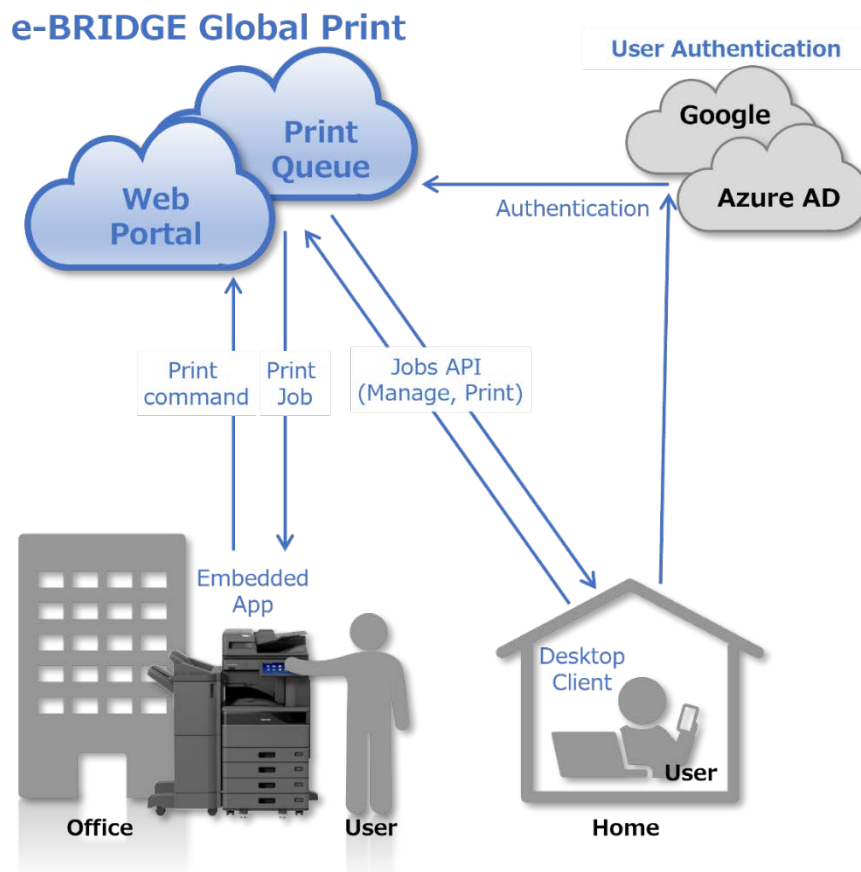 e-BRIDGE Global Print
User Authentication
Google
Azure AD
Print
Queue
Web
Portal
Authentication
Print
command
Print
Job
Jobs API
(Manage, Print)
Embedded
App
Desktop
Client
User
Office
User
Home